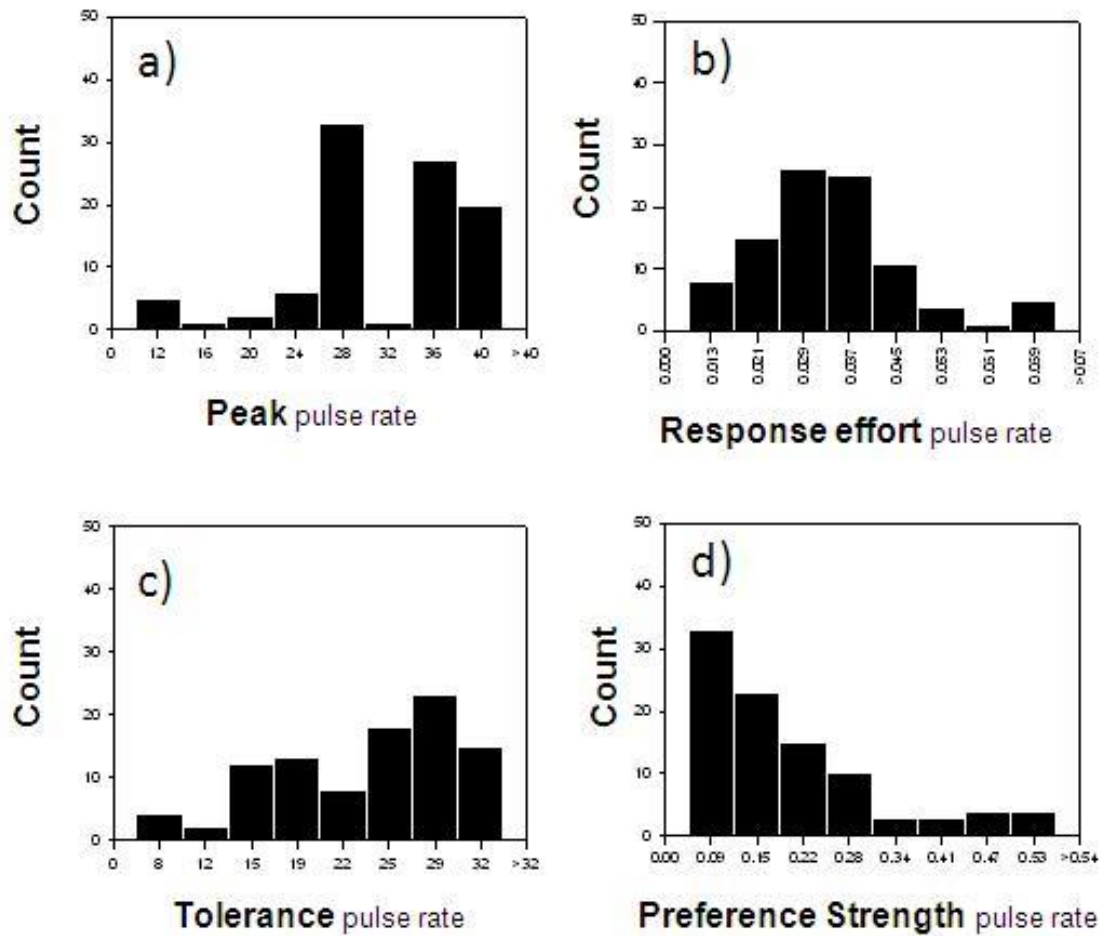 a)
Count
50
40
30
20
10
0
0 12 16 20 24 28 32 36 40 >40
Peak pulse rate
b)
Count
50
40
30
20
10
0
0.000 0.013 0.021 0.029 0.037 0.045 0.053 0.061 0.069 >0.07
Response effort pulse rate
c)
Count
50
40
30
20
10
0
0 8 12 15 19 22 25 29 32 >32
Tolerance pulse rate
d)
Count
50
40
30
20
10
0
0.00 0.09 0.15 0.22 0.28 0.34 0.41 0.47 0.53 >0.54
Preference Strength pulse rate